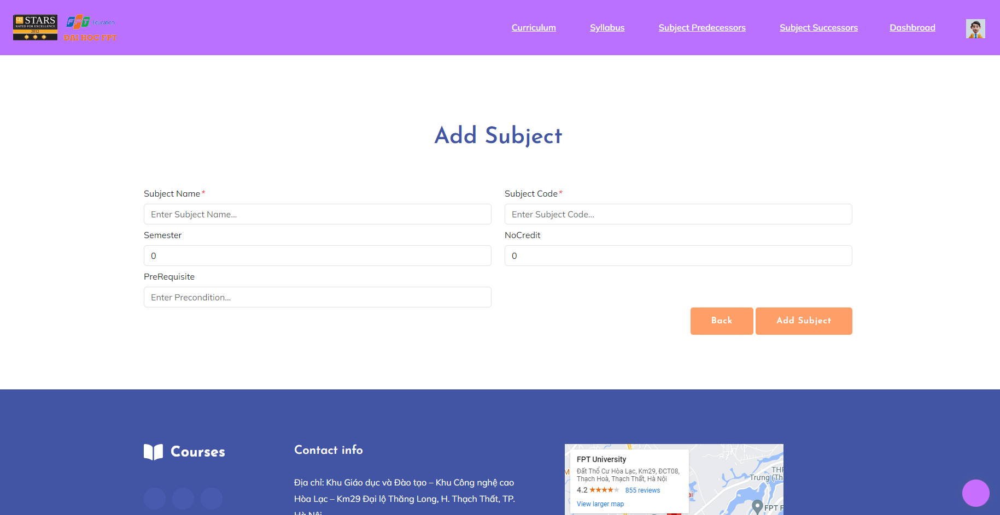 QS STARS
RATED FOR EXCELLENCE
2012
FPT Education
ĐẠI HỌC FPT
Curriculum
Syllabus
Subject Predecessors
Subject Successors
Dashbroad
Add Subject
Subject Name*
Subject Code*
Enter Subject Name...
Enter Subject Code...
Semester
NoCredit
0
0
PreRequisite
Enter Precondition...
Back
Add Subject
Courses
Contact info
Địa chỉ: Khu Giáo dục và Đào tạo – Khu Công nghệ cao
Hòa Lạc – Km29 Đại lộ Thăng Long, H. Thạch Thất, TP.
Hà Nội
FPT University
Đất Thổ Cư Hòa Lạc, Km29, ĐCT08,
Thạch Hoà, Thạch Thất, Hà Nội
4.2
855 reviews
View larger map
THP
Trưng (Th
FPT